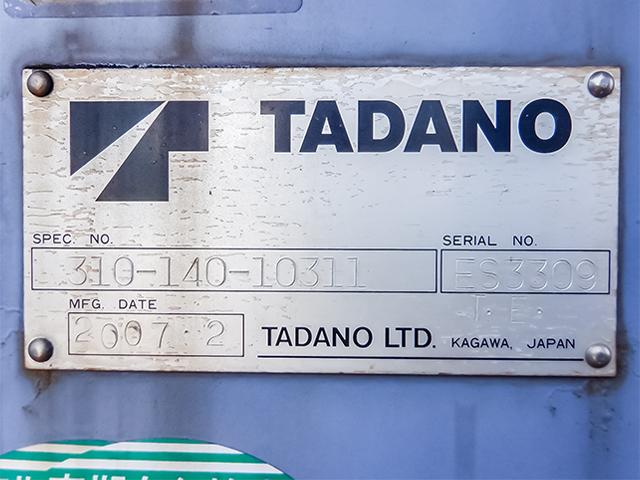 TADANO
SPEC. NO.
310-140-10311
SERIAL NO.
ES3309
T.E.
MFG. DATE
2007.2
TADANO LTD. KAGAWA, JAPAN